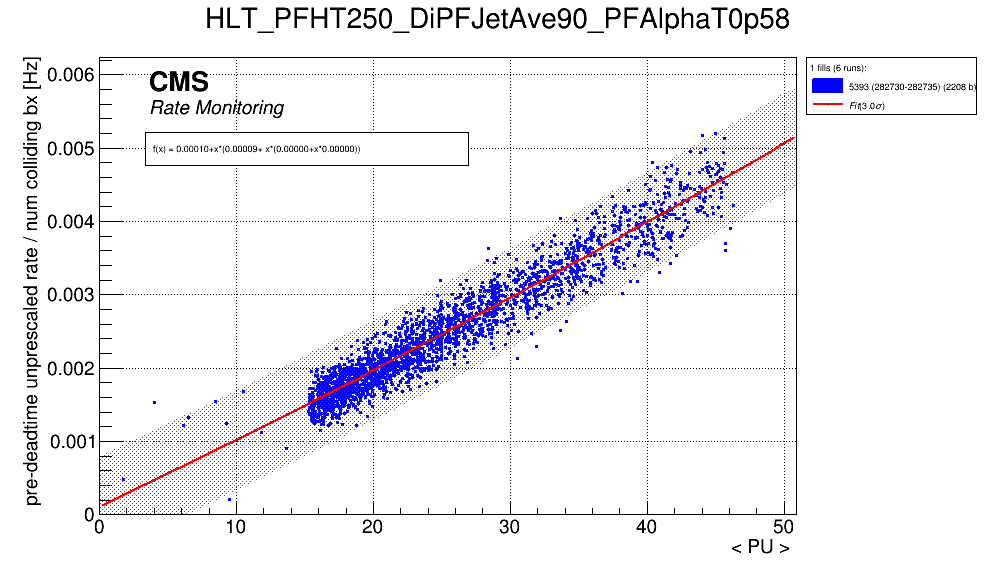 HLT_PFHT250_DiPFJetAve90_PFAlphaT0p58
pre-deadtime unprescaled rate / num colliding bx [Hz]
CMS
Rate Monitoring
f(x) = 0.00010+x*(0.00009+ x*(0.00000+x*0.00000))
0.006
0.005
0.004
0.003
0.002
0.001
0
0 10 20 30 40 50
< PU >
1 fills (6 runs):
5393 (282730-282735) (2208 b)
Fit(3.0σ)